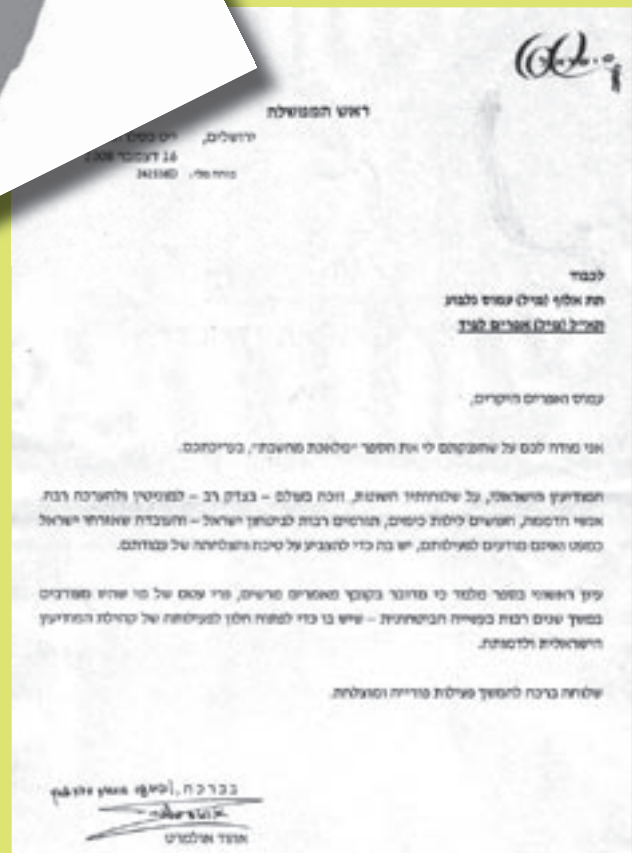 ראש הממשלה
ירושלים,
16 דצמבר 2008
לכבוד
תת אלוף (מיל) עמוס גלבוע
תא"ל (מיל) אפרים לפיד
עמוס ואפרים היקרים,
אני מודה לכם על שהענקתם לי את הספר "מלאכת מחשבת", בעריכתכם.
המודיעין הישראלי, על שלוחותיו השונות, זוכה בעולם – בצדק רב – למוניטין ולהערכה רבה.
אנשי הדממה, העושים לילות כימים, תורמים רבות לביטחון ישראל – והעובדה שאזרחי ישראל
כמעט ואינם מודעים לפעילותם, יש בה כדי להצביע על טיבה והצלחתה של עבודתם.
עיון ראשוני בספר מלמד כי מדובר בקובץ מאמרים מרשים, פרי עטם של מי שהיו מעורבים
במשך שנים רבות בעשייה הביטחונית – שיש בו כדי לפתוח חלון לפעילותה של קהילת המודיעין
הישראלית ולדמותה.
שלוחה ברכה להמשך פעילות פורייה ומוצלחת.
בברכה,
אהוד אולמרט